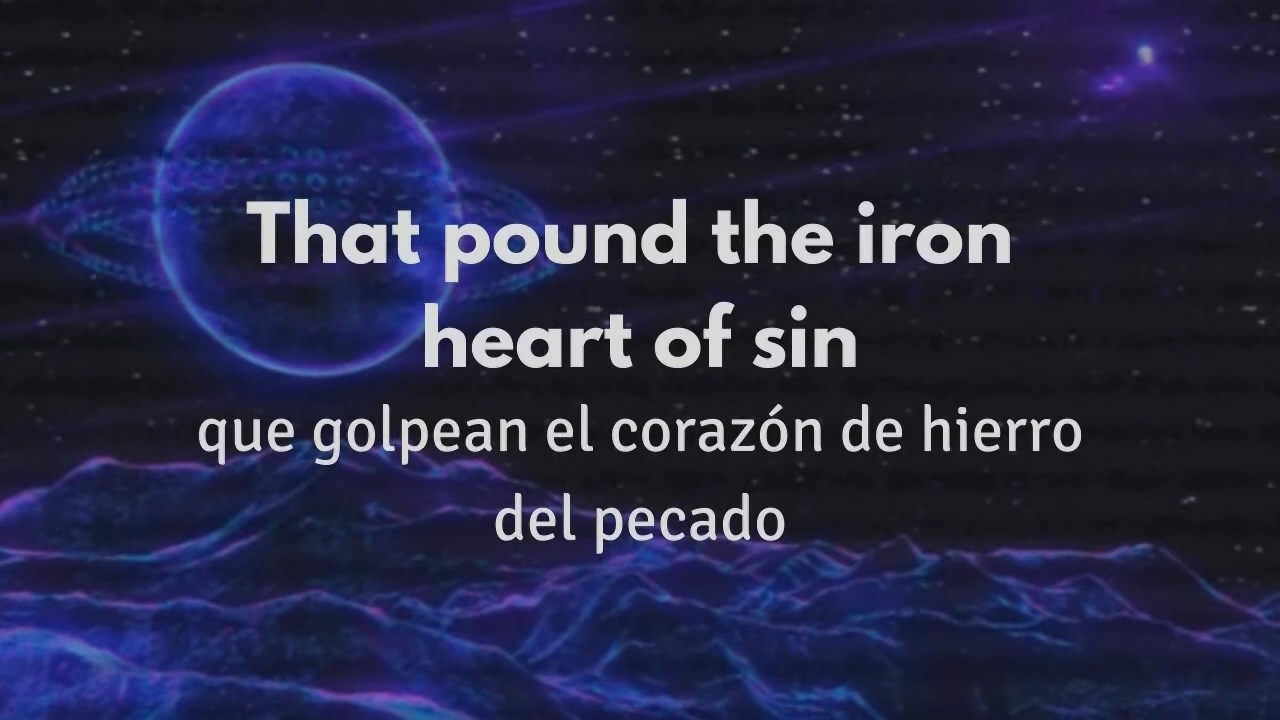 That pound the iron
heart of sin
que golpean el corazón de hierro
del pecado